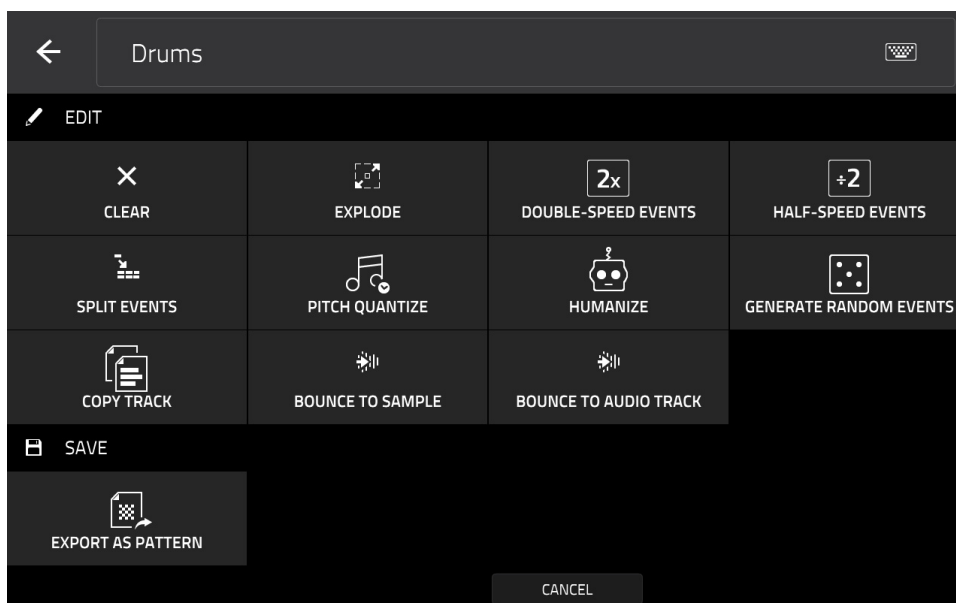 Drums
EDIT
CLEAR
EXPLODE
2x
DOUBLE-SPEED EVENTS
÷2
HALF-SPEED EVENTS
SPLIT EVENTS
PITCH QUANTIZE
HUMANIZE
GENERATE RANDOM EVENTS
COPY TRACK
BOUNCE TO SAMPLE
BOUNCE TO AUDIO TRACK
SAVE
EXPORT AS PATTERN
CANCEL